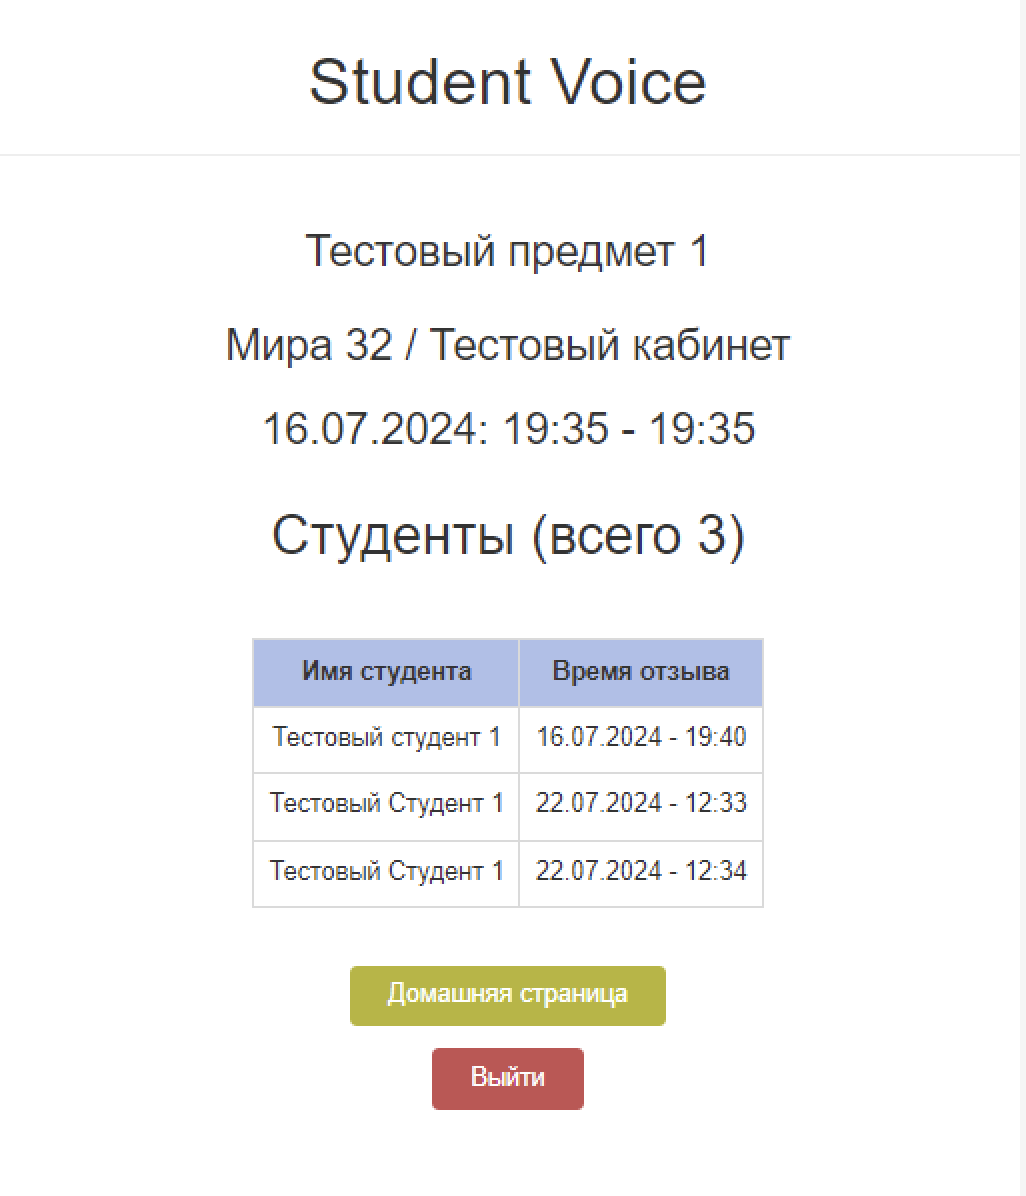 Student Voice
Тестовый предмет 1
Мира 32 / Тестовый кабинет
16.07.2024: 19:35 - 19:35
Студенты (всего 3)
Имя студента Время отзыва
Тестовый студент 1 16.07.2024 - 19:40
Тестовый Студент 1 22.07.2024 - 12:33
Тестовый Студент 1 22.07.2024 - 12:34
Домашняя страница
Выйти